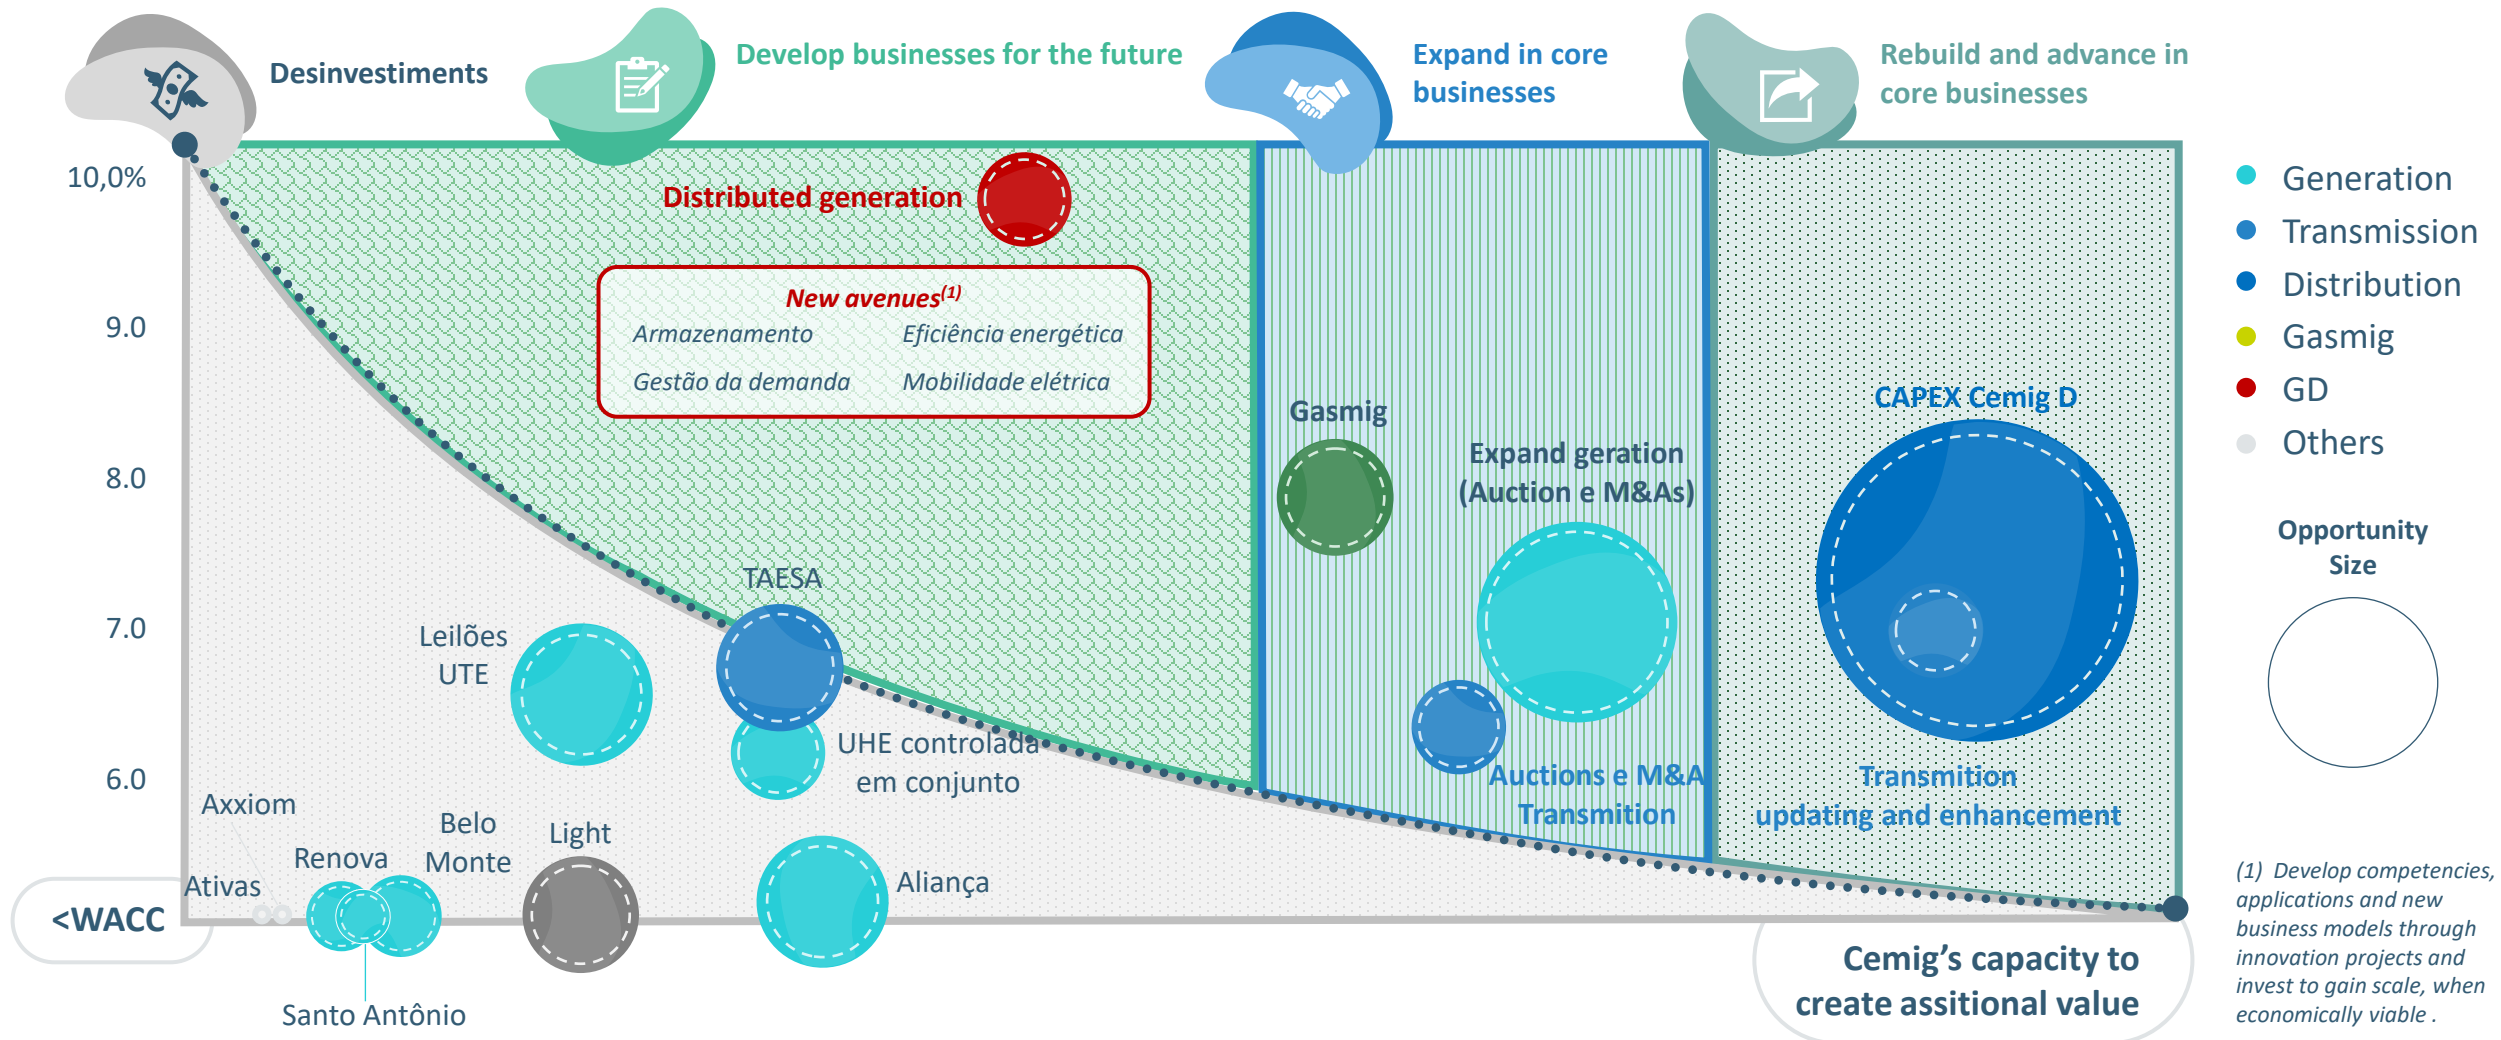 Desinvestiments
Develop businesses for the future
Expand in core
businesses
Rebuild and advance in
core businesses
10,0%
9.0
8.0
7.0
6.0
<WACC
Distributed generation
New avenues(1)
Armazenamento
Eficiência energética
Gestão da demanda
Mobilidade elétrica
Gasmig
Expand geration
(Auction e M&As)
CAPEX Cemig D
TAESA
Leilões
UTE
UHE controlada
em conjunto
Auctions e M&A
Transmition
Transmition
updating and enhancement
Axxiom
Ativas
Renova
Belo
Monte
Light
Aliança
Santo Antônio
Cemig’s capacity to
create assitional value
Generation
Transmission
Distribution
Gasmig
GD
Others
Opportunity
Size
(1) Develop competencies,
applications and new
business models through
innovation projects and
invest to gain scale, when
economically viable .